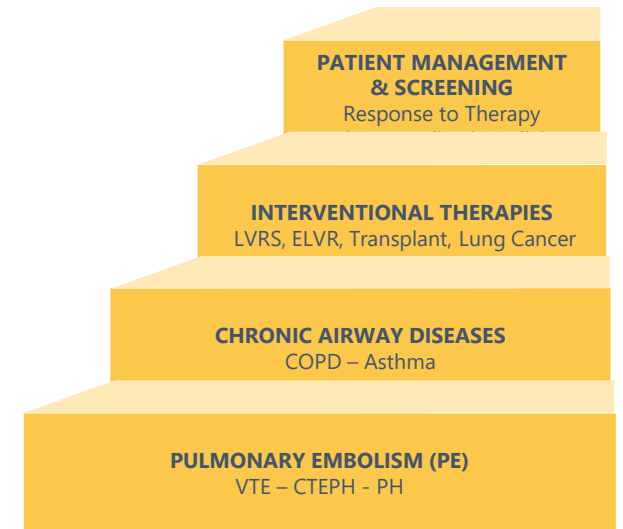 PATIENT MANAGEMENT
& SCREENING
Response to Therapy
INTERVENTIONAL THERAPIES
LVRS, ELVR, Transplant, Lung Cancer
CHRONIC AIRWAY DISEASES
COPD – Asthma
PULMONARY EMBOLISM (PE)
VTE – CTEPH - PH